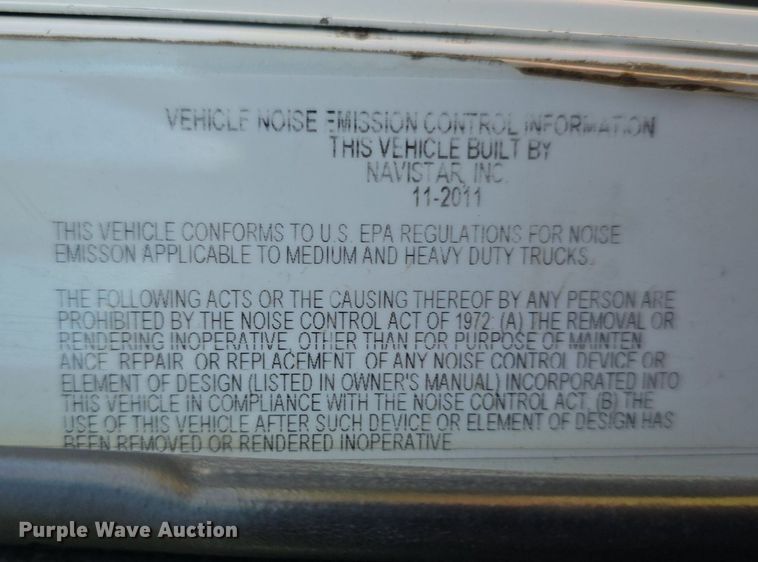 VEHICLE NOISE EMISSION CONTROL INFORMATION
THIS VEHICLE BUILT BY
NAVISTAR, INC.
11-2011
THIS VEHICLE CONFORMS TO U.S. EPA REGULATIONS FOR NOISE
EMISSON APPLICABLE TO MEDIUM AND HEAVY DUTY TRUCKS.
THE FOLLOWING ACTS OR THE CAUSING THEREOF BY ANY PERSON ARE
PROHIBITED BY THE NOISE CONTROL ACT OF 1972 (A) THE REMOVAL OR
RENDERING INOPERATIVE, OTHER THAN FOR PURPOSE OF MAINTEN
ANCE, REPAIR, OR REPLACEMENT, OF ANY NOISE CONTROL DEVICE OR
ELEMENT OF DESIGN (LISTED IN OWNER'S MANUAL) INCORPORATED INTO
THIS VEHICLE IN COMPLIANCE WITH THE NOISE CONTROL ACT, (B) THE
USE OF THIS VEHICLE AFTER SUCH DEVICE OR ELEMENT OF DESIGN HAS
BEEN REMOVED OR RENDERED INOPERATIVE
Purple Wave Auction